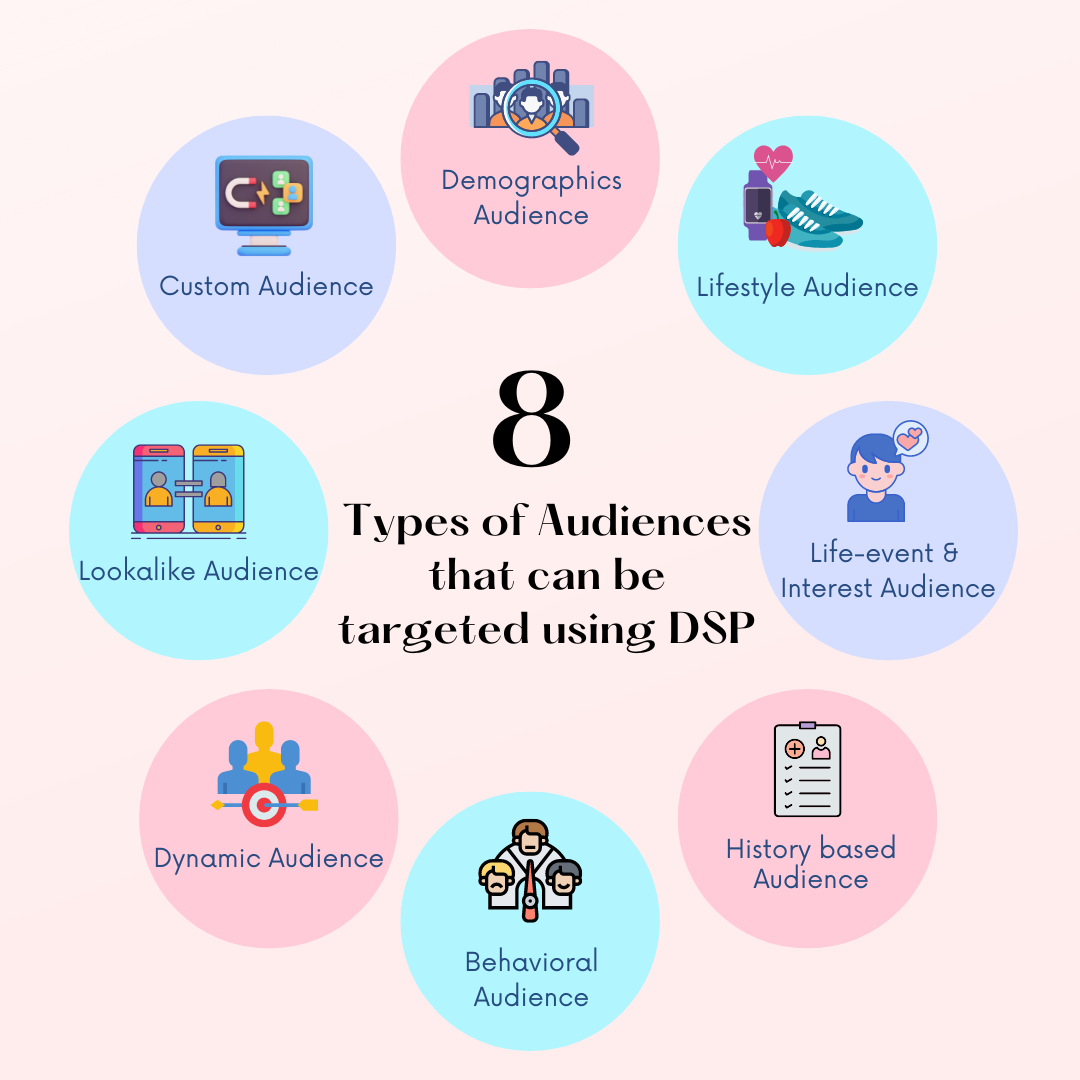 8
Types of Audiences
that can be
targeted using DSP
Demographics
Audience
Lifestyle Audience
Life-event &
Interest Audience
History based
Audience
Behavioral
Audience
Dynamic Audience
Lookalike Audience
Custom Audience